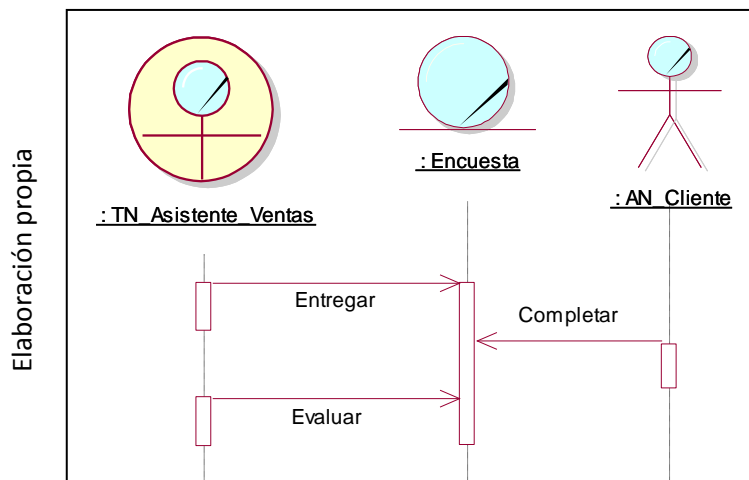 Elaboración propia
: Encuesta
: TN_Asistente_Ventas
: AN_Cliente
Entregar
Completar
Evaluar